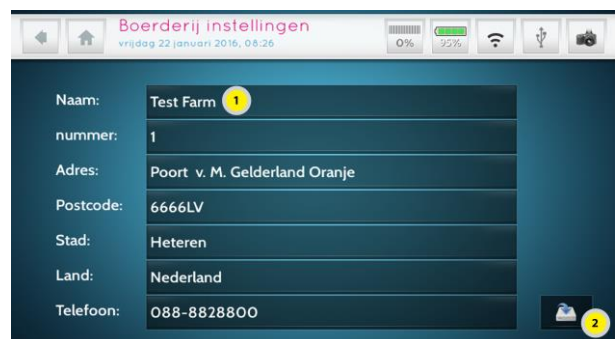 Boerderij instellingen
vrijdag 22 januari 2016, 08:26
0%
95%
Naam: Test Farm 1
nummer: 1
Adres: Poort v. M. Gelderland Oranje
Postcode: 6666LV
Stad: Heteren
Land: Nederland
Telefoon: 088-8828800
2